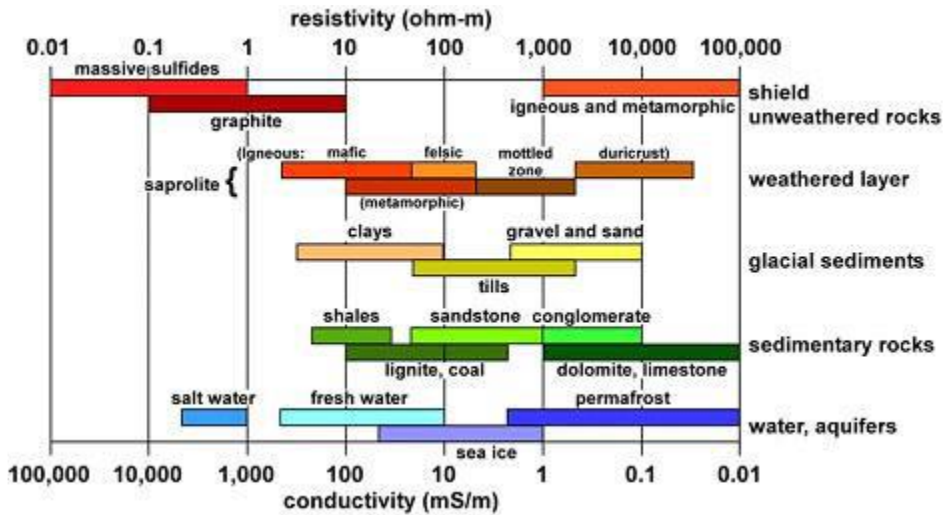 resistivity (ohm-m)
0.01 0.1 1 10 100 1,000 10,000 100,000
massive sulfides
graphite
igneous and metamorphic
shield
unweathered rocks
(Igneous: mafic felsic mottled zone duricrust)
saprolite {
(metamorphic)
weathered layer
clays gravel and sand
tills
glacial sediments
shales sandstone conglomerate
lignite, coal dolomite, limestone
sedimentary rocks
salt water fresh water permafrost
sea ice
water, aquifers
100,000 10,000 1,000 100 10 1 0.1 0.01
conductivity (mS/m)